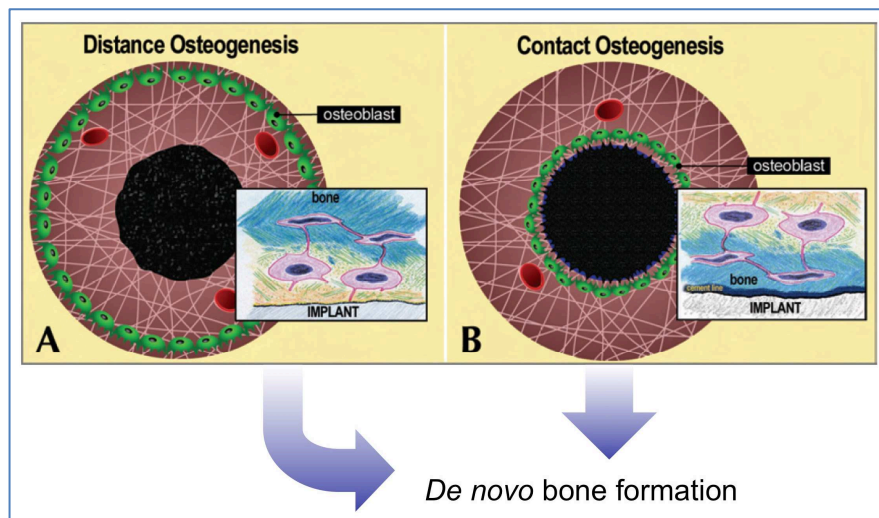 Distance Osteogenesis
osteoblast
bone
IMPLANT
A
Contact Osteogenesis
osteoblast
bone
cement line
IMPLANT
B
De novo bone formation